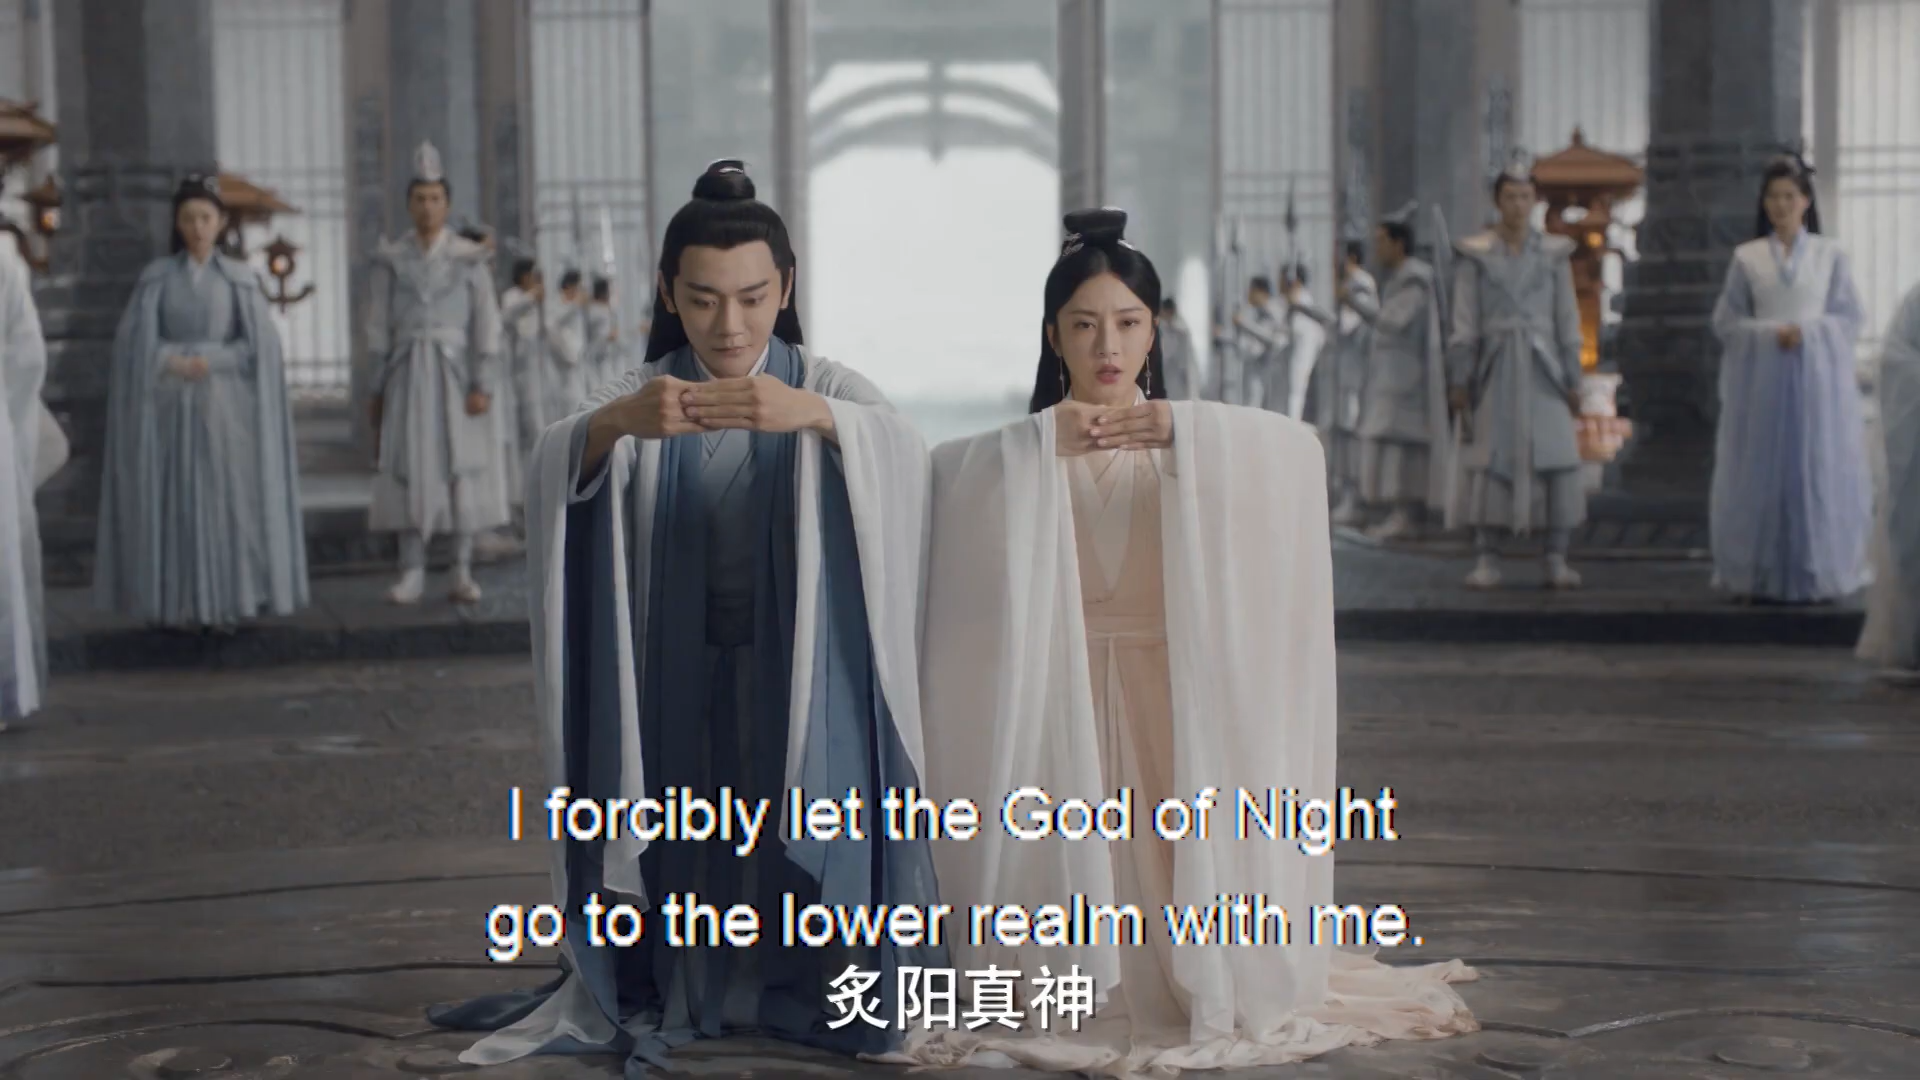 I forcibly let the God of Night
go to the lower realm with me.
炙阳真神